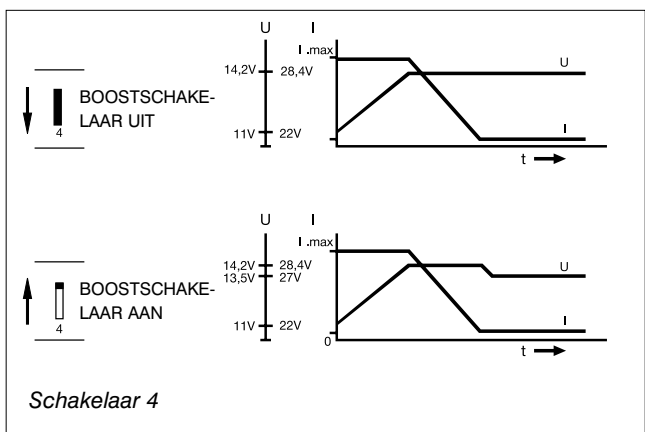 U I
I .max
14,2V 28,4V
U
BOOSTSCHAKE-
LAAR UIT
4
11V 22V
I
t
U I
I .max
14,2V 28,4V
13,5V 27V
U
BOOSTSCHAKE-
LAAR AAN
4
11V 22V
I
0
t
Schakelaar 4